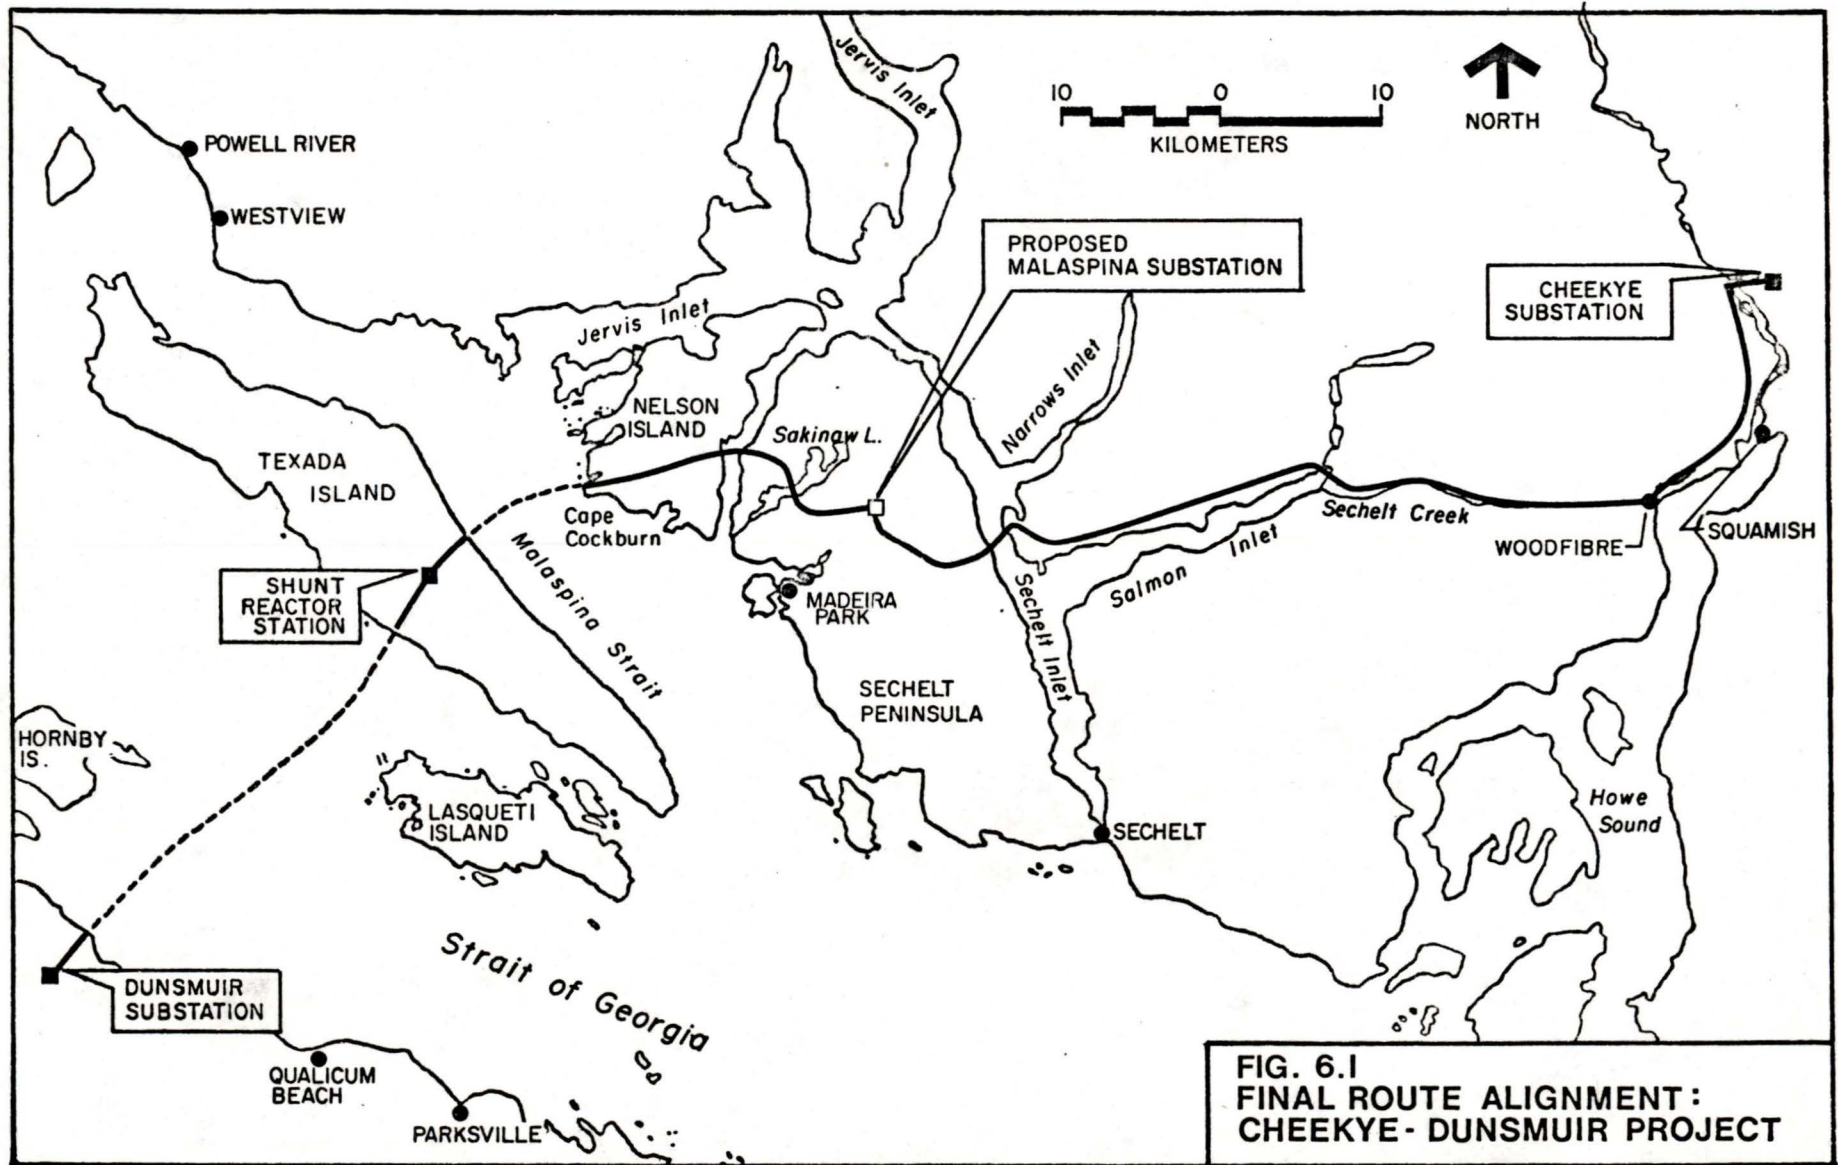 Jervis Inlet
10 0 10
KILOMETERS
NORTH
POWELL RIVER
WESTVIEW
PROPOSED
MALASPINA SUBSTATION
CHEEKYE
SUBSTATION
Jervis Inlet
Narrows Inlet
NELSON
ISLAND
Sakinaw L.
TEXADA
ISLAND
Cape
Cockburn
Sechelt Creek
SQUAMISH
WOODFIBRE
Malaspina Strait
Salmon Inlet
SHUNT
REACTOR
STATION
MADEIRA
PARK
Sechelt Inlet
SECHELT
PENINSULA
HORNBY
IS.
LASQUETI
ISLAND
Howe
Sound
SECHELT
Strait of Georgia
DUNSMUIR
SUBSTATION
QUALICUM
BEACH
PARKSVILLE
FIG. 6.1
FINAL ROUTE ALIGNMENT:
CHEEKYE - DUNSMUIR PROJECT